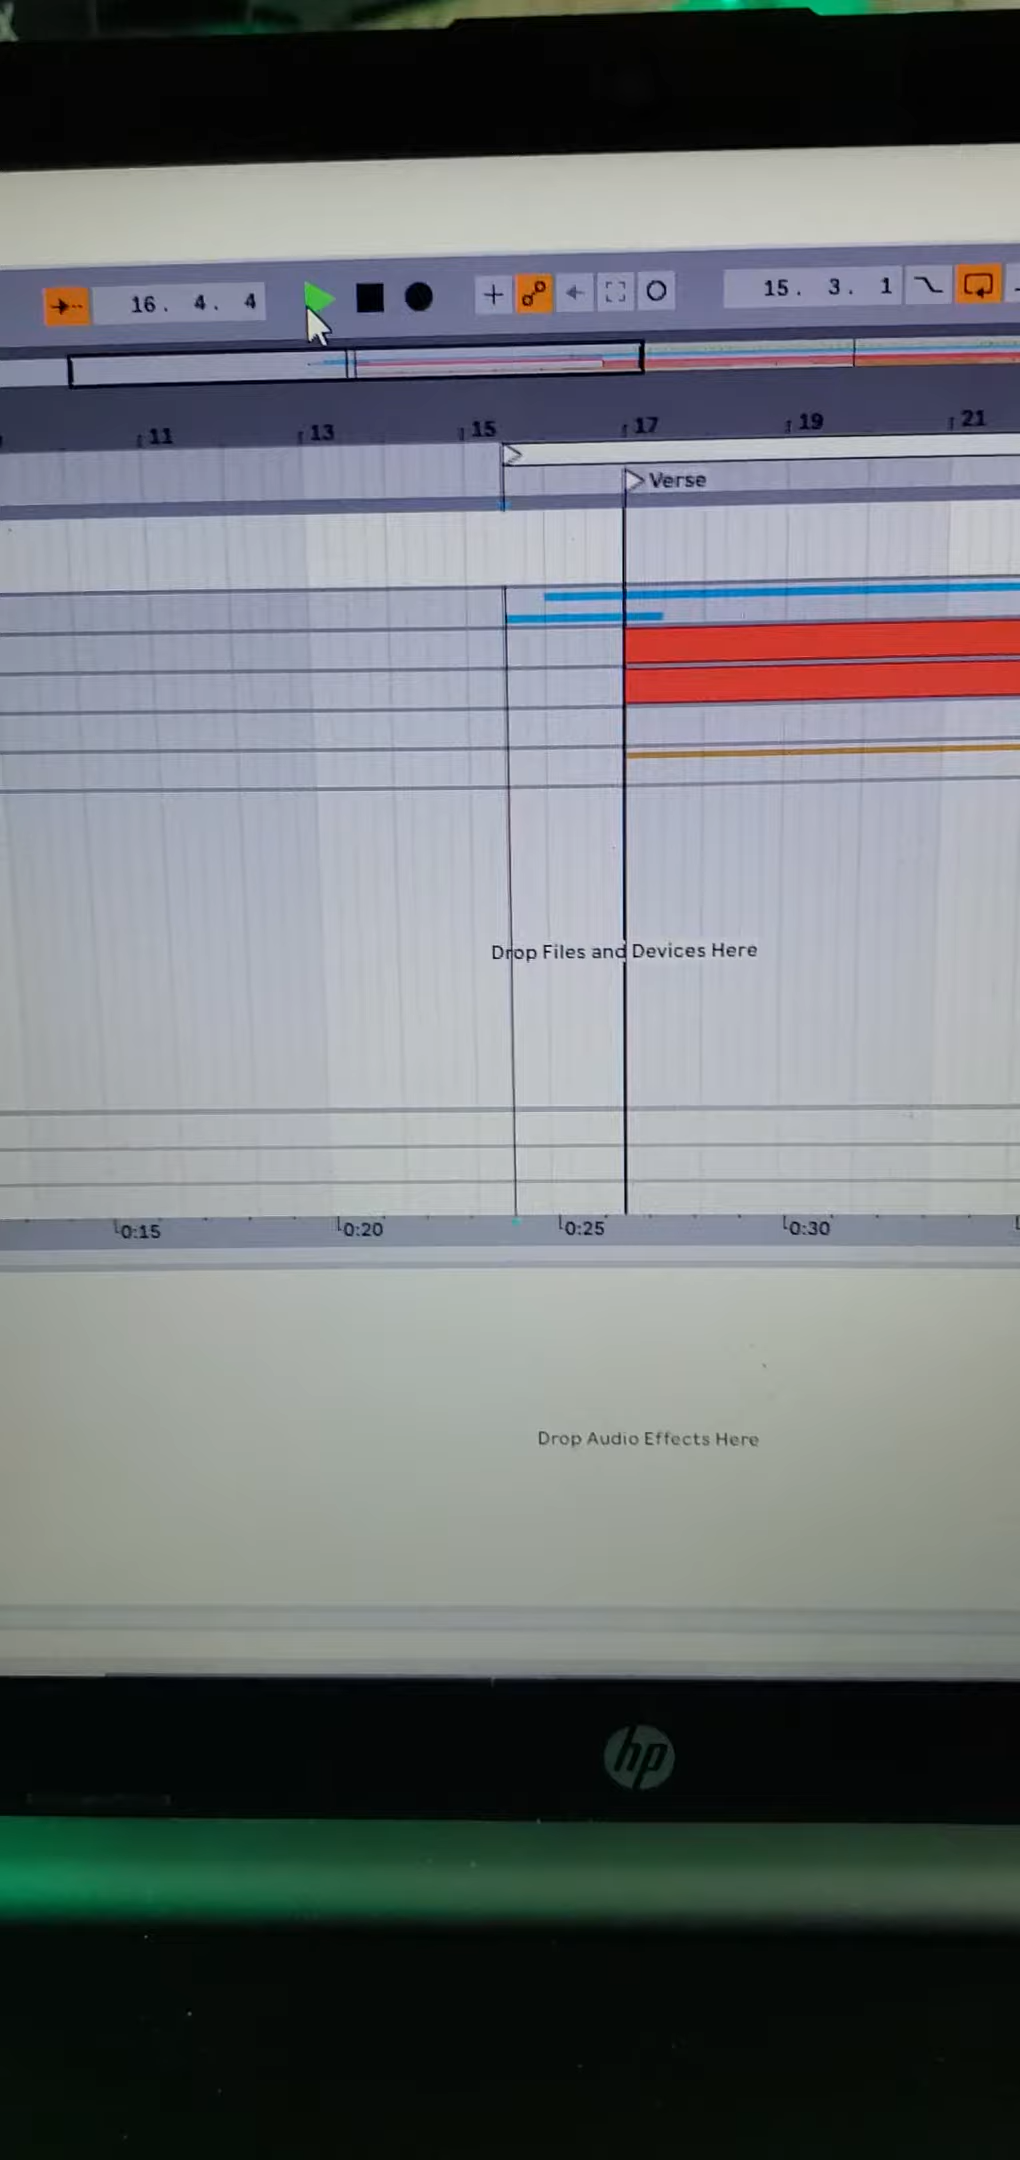 16. 4. 4
15. 3. 1
11 13 15 17 19 21
Verse
Drop Files and Devices Here
0:15 0:20 0:25 0:30
Drop Audio Effects Here
hp